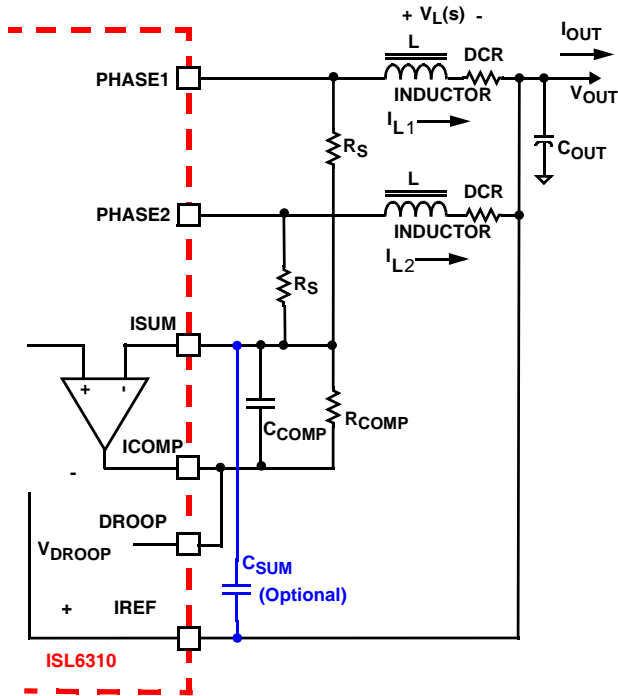 + VL(s) -
IOUT
L
DCR
PHASE1
INDUCTOR
VOUT
IL1
COUT
RS
L
DCR
PHASE2
INDUCTOR
IL2
RS
ISUM
+ -
CCOMP
RCOMP
ICOMP
-
DROOP
VDROOP
CSUM
(Optional)
+
IREF
ISL6310